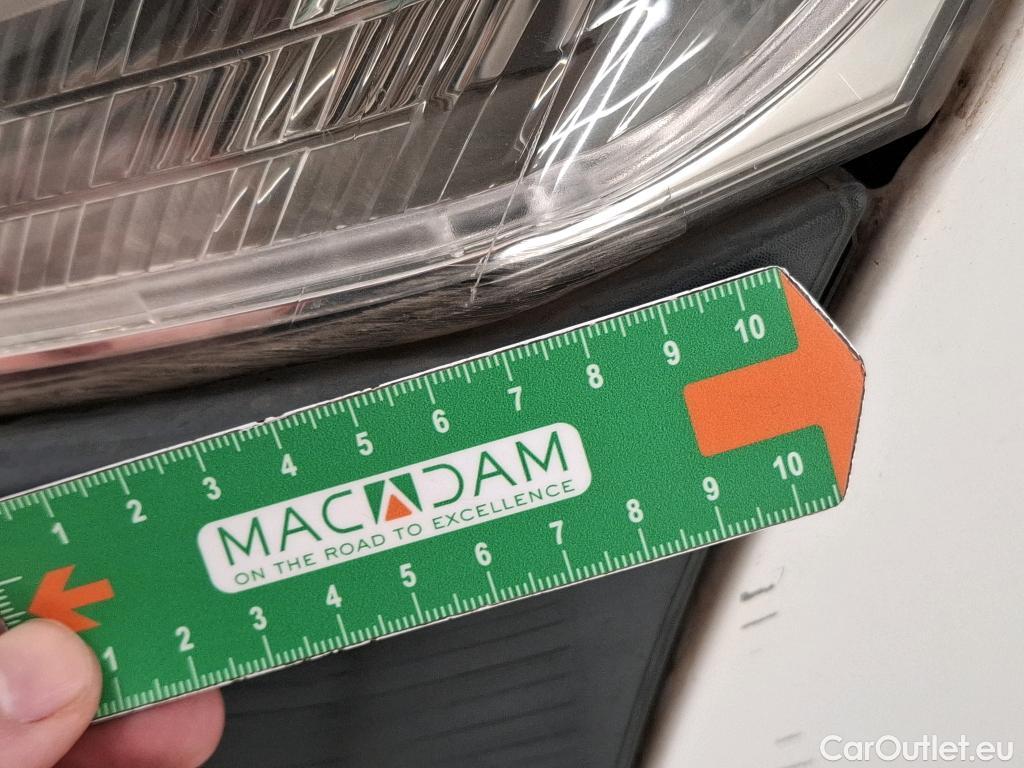 1 2 3 4 5 6 7 8 9 10
MACADAM
ON THE ROAD TO EXCELLENCE
1 2 3 4 5 6 7 8 9 10
CarOutlet.eu